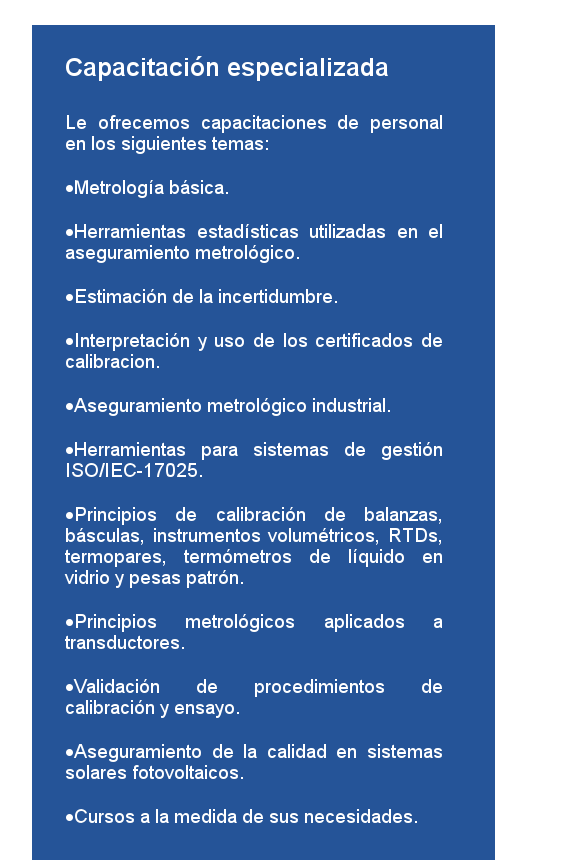 Capacitación especializada
Le ofrecemos capacitaciones de personal
en los siguientes temas:
•Metrología básica.
•Herramientas estadísticas utilizadas en el
aseguramiento metrológico.
•Estimación de la incertidumbre.
•Interpretación y uso de los certificados de
calibracion.
•Aseguramiento metrológico industrial.
•Herramientas para sistemas de gestión
ISO/IEC-17025.
•Principios de calibración de balanzas,
básculas, instrumentos volumétricos, RTDs,
termopares, termómetros de líquido en
vidrio y pesas patrón.
•Principios metrológicos aplicados a
transductores.
•Validación de procedimientos de
calibración y ensayo.
•Aseguramiento de la calidad en sistemas
solares fotovoltaicos.
•Cursos a la medida de sus necesidades.